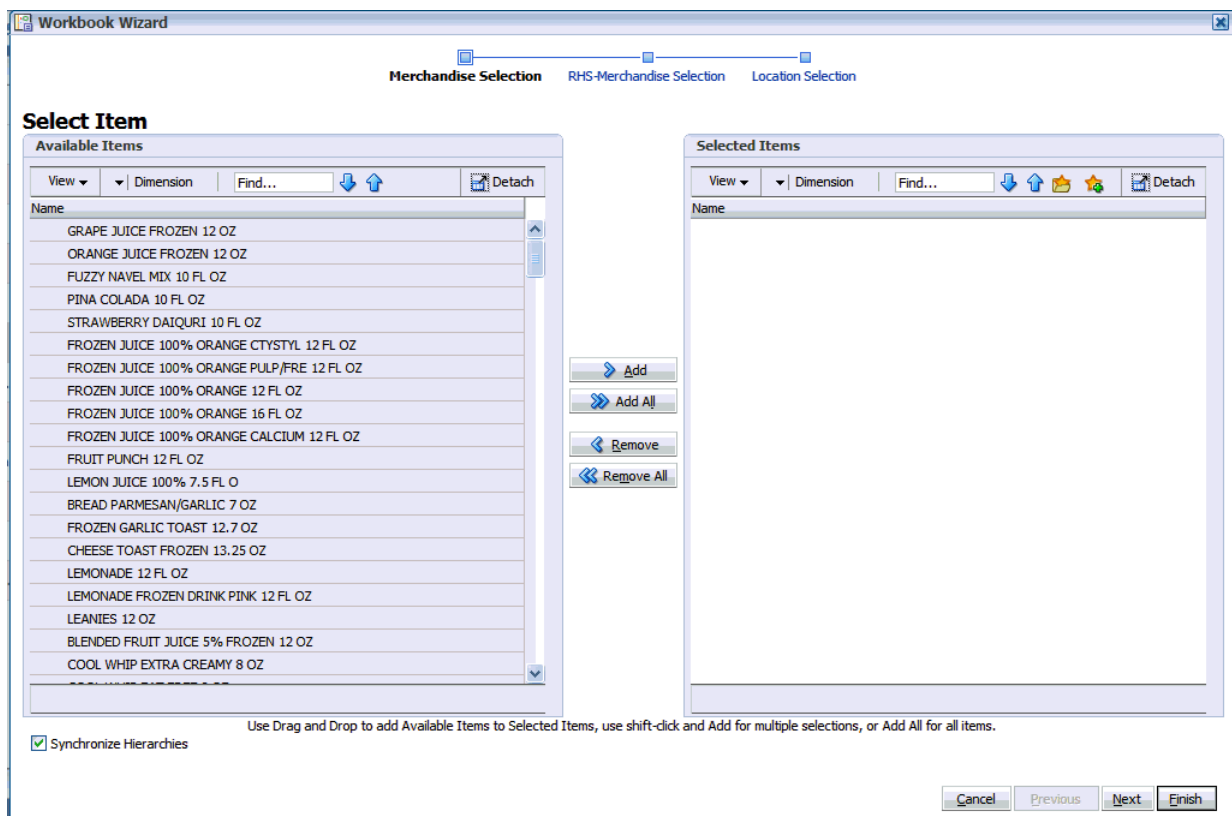 Workbook Wizard
Merchandise Selection
RHS-Merchandise Selection
Location Selection
Select Item
Available Items
View
Dimension
Find...
Detach
Name
GRAPE JUICE FROZEN 12 OZ
ORANGE JUICE FROZEN 12 OZ
FUZZY NAVEL MIX 10 FL OZ
PINA COLADA 10 FL OZ
STRAWBERRY DAIQURI 10 FL OZ
FROZEN JUICE 100% ORANGE CTYSTYL 12 FL OZ
FROZEN JUICE 100% ORANGE PULP/FRE 12 FL OZ
FROZEN JUICE 100% ORANGE 12 FL OZ
FROZEN JUICE 100% ORANGE 16 FL OZ
FROZEN JUICE 100% ORANGE CALCIUM 12 FL OZ
FRUIT PUNCH 12 FL OZ
LEMON JUICE 100% 7.5 FL O
BREAD PARMESAN/GARLIC 7 OZ
FROZEN GARLIC TOAST 12.7 OZ
CHEESE TOAST FROZEN 13.25 OZ
LEMONADE 12 FL OZ
LEMONADE FROZEN DRINK PINK 12 FL OZ
LEANIES 12 OZ
BLENDED FRUIT JUICE 5% FROZEN 12 OZ
COOL WHIP EXTRA CREAMY 8 OZ
Add
Add All
Remove
Remove All
Selected Items
View
Dimension
Find...
Detach
Name
Use Drag and Drop to add Available Items to Selected Items, use shift-click and Add for multiple selections, or Add All for all items.
Synchronize Hierarchies
Cancel
Previous
Next
Finish